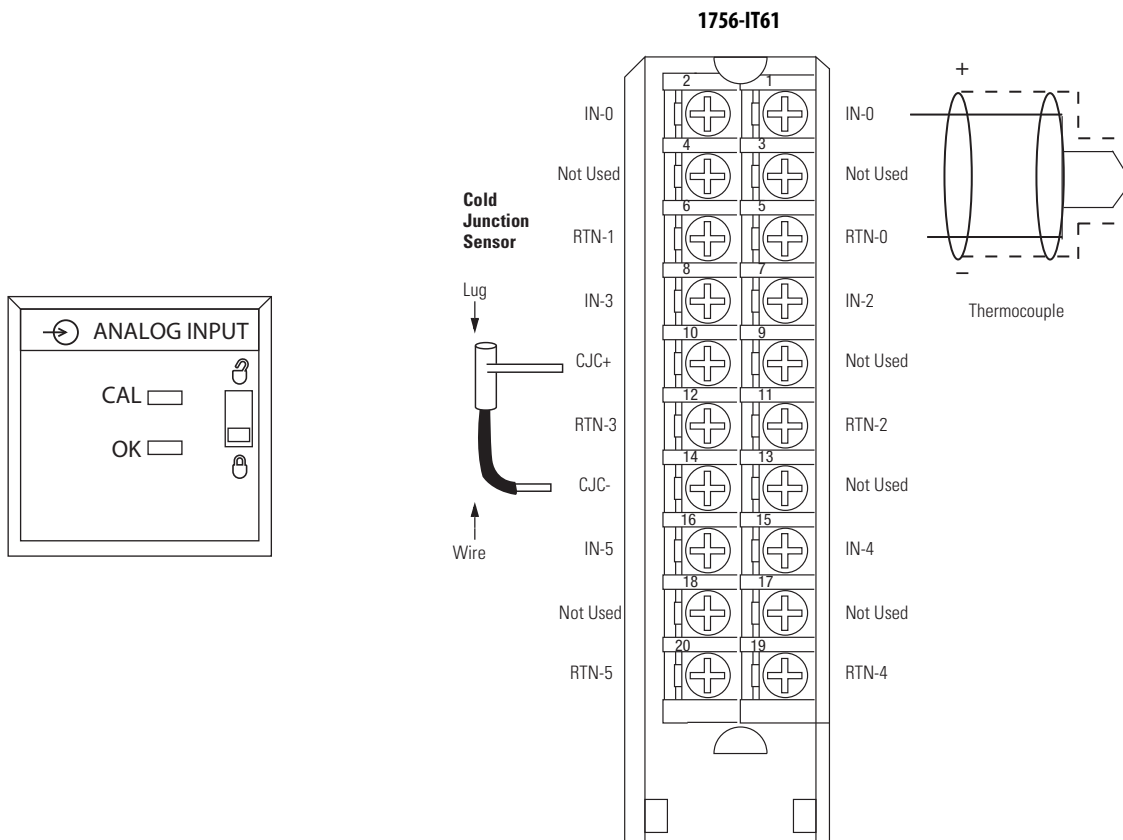 1756-IT61
2 1
IN-0 IN-0
4 3
Not Used Not Used
6 5
RTN-1 RTN-0
8 7
IN-3 IN-2
10 9
CJC+ Not Used
12 11
RTN-3 RTN-2
14 13
CJC- Not Used
16 15
IN-5 IN-4
18 17
Not Used Not Used
20 19
RTN-5 RTN-4
+
−
Thermocouple
Cold
Junction
Sensor
Lug
Wire
ANALOG INPUT
CAL
OK